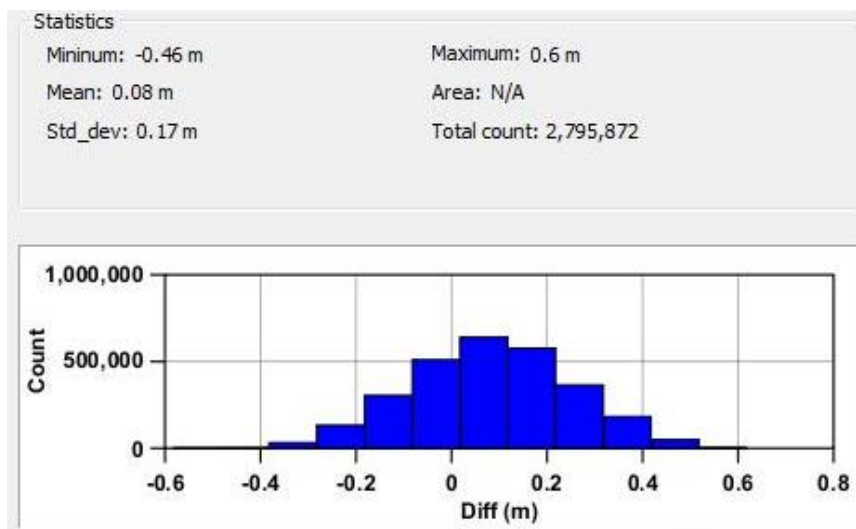 Statistics
Mininum: -0.46 m
Maximum: 0.6 m
Mean: 0.08 m
Area: N/A
Std_dev: 0.17 m
Total count: 2,795,872
1,000,000
500,000
0
Count
-0.6 -0.4 -0.2 0 0.2 0.4 0.6 0.8
Diff (m)